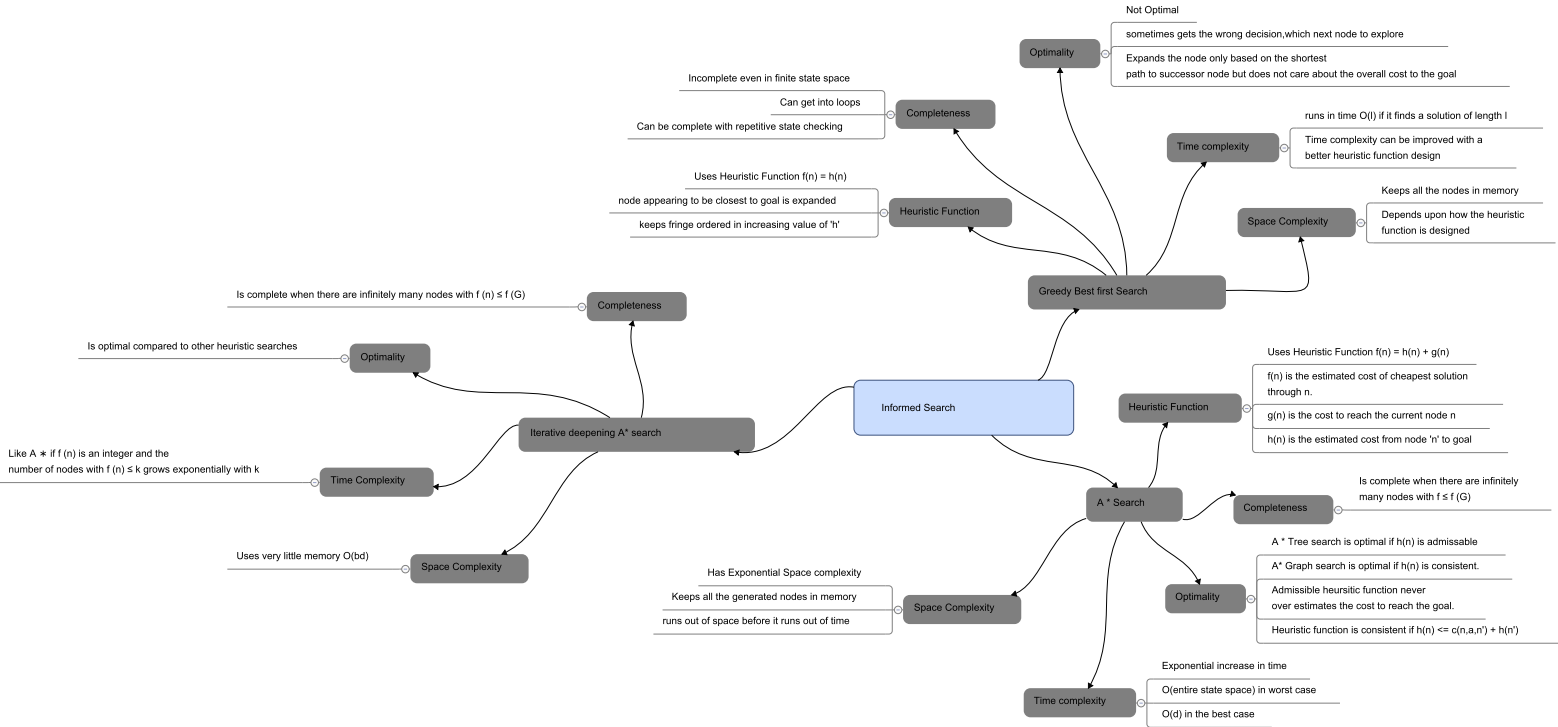 Informed Search
Greedy Best first Search
Optimality
Not Optimal
sometimes gets the wrong decision,which next node to explore
Expands the node only based on the shortest
path to successor node but does not care about the overall cost to the goal
Completeness
Incomplete even in finite state space
Can get into loops
Can be complete with repetitive state checking
Heuristic Function
Uses Heuristic Function f(n) = h(n)
node appearing to be closest to goal is expanded
keeps fringe ordered in increasing value of 'h'
Time complexity
runs in time O(l) if it finds a solution of length l
Time complexity can be improved with a
better heuristic function design
Space Complexity
Keeps all the nodes in memory
Depends upon how the heuristic
function is designed
A * Search
Heuristic Function
Uses Heuristic Function f(n) = h(n) + g(n)
f(n) is the estimated cost of cheapest solution
through n.
g(n) is the cost to reach the current node n
h(n) is the estimated cost from node 'n' to goal
Completeness
Is complete when there are infinitely
many nodes with f ≤ f (G)
Optimality
A * Tree search is optimal if h(n) is admissable
A* Graph search is optimal if h(n) is consistent.
Admissible heursitic function never
over estimates the cost to reach the goal.
Heuristic function is consistent if h(n) <= c(n,a,n') + h(n')
Time complexity
Exponential increase in time
O(entire state space) in worst case
O(d) in the best case
Space Complexity
Has Exponential Space complexity
Keeps all the generated nodes in memory
runs out of space before it runs out of time
Iterative deepening A* search
Completeness
Is complete when there are infinitely many nodes with f (n) ≤ f (G)
Optimality
Is optimal compared to other heuristic searches
Time Complexity
Like A ∗ if f (n) is an integer and the
number of nodes with f (n) ≤ k grows exponentially with k
Space Complexity
Uses very little memory O(bd)